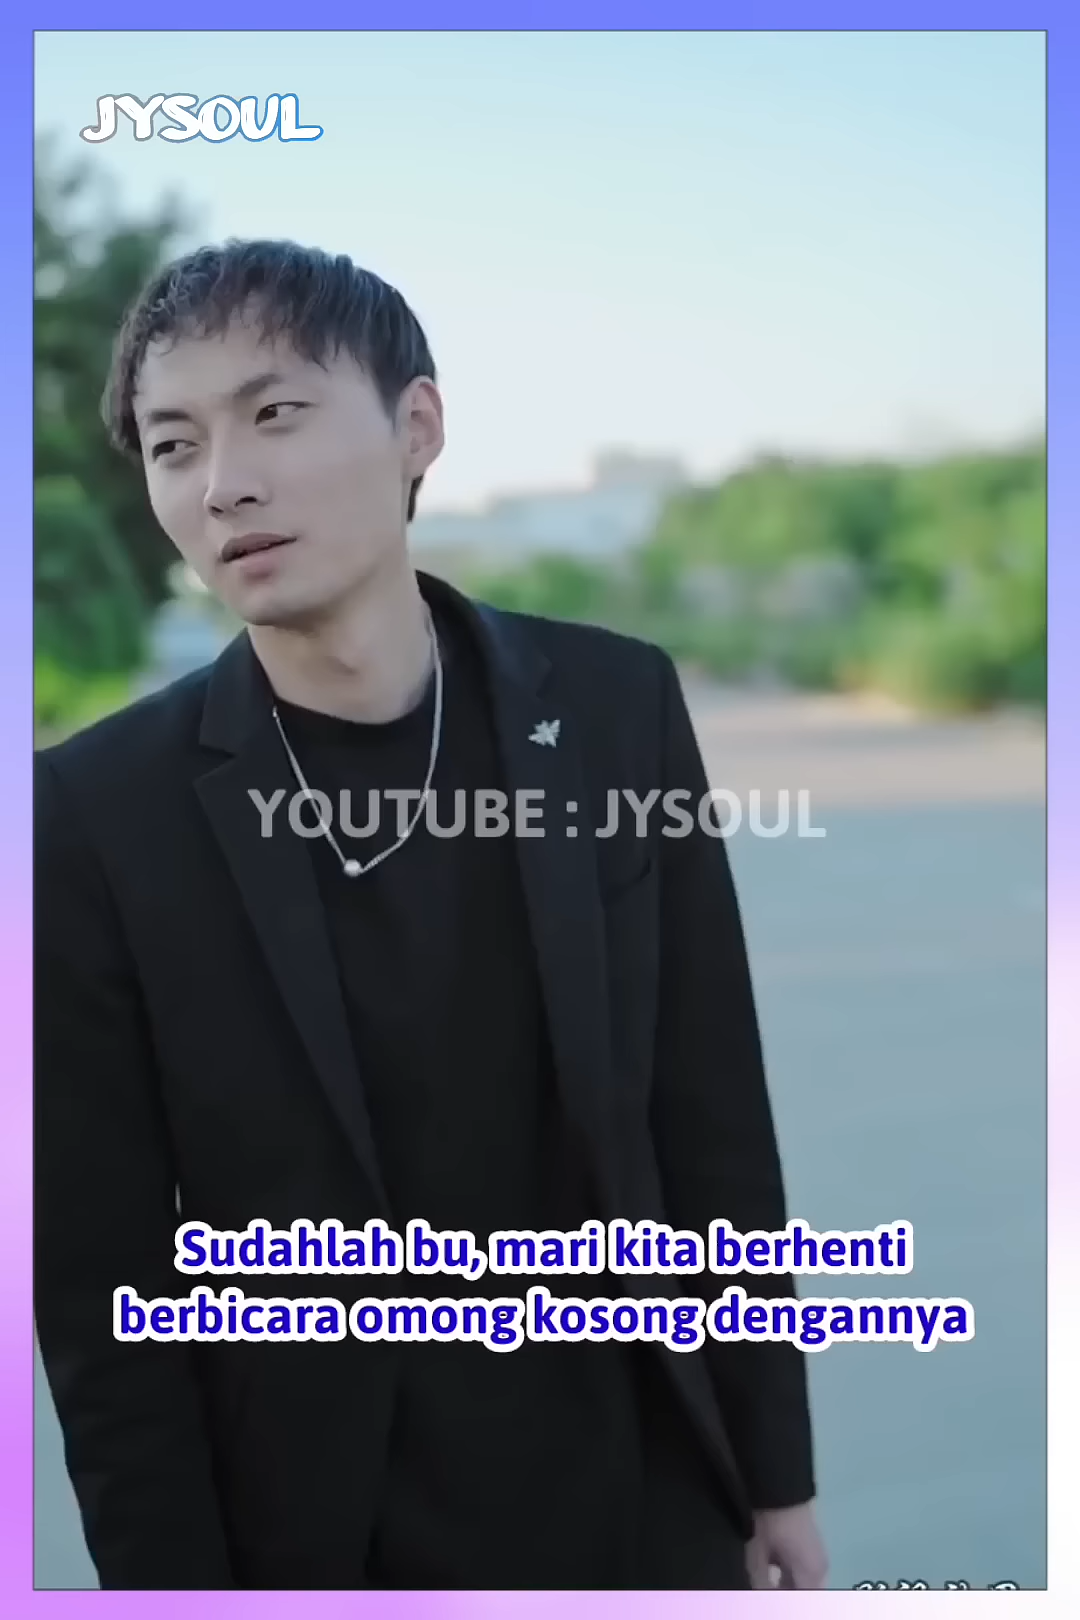 JYSOUL
YOUTUBE : JYSOUL
Sudahlah bu, mari kita berhenti
berbicara omong kosong dengannya